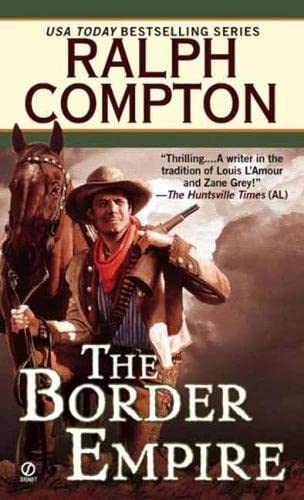 USA TODAY BESTSELLING SERIES
RALPH
COMPTON
"Thrilling....A writer in the
tradition of Louis L'Amour
and Zane Grey!"
—The Huntsville Times (AL)
THE
BORDER
EMPIRE
SIGNET